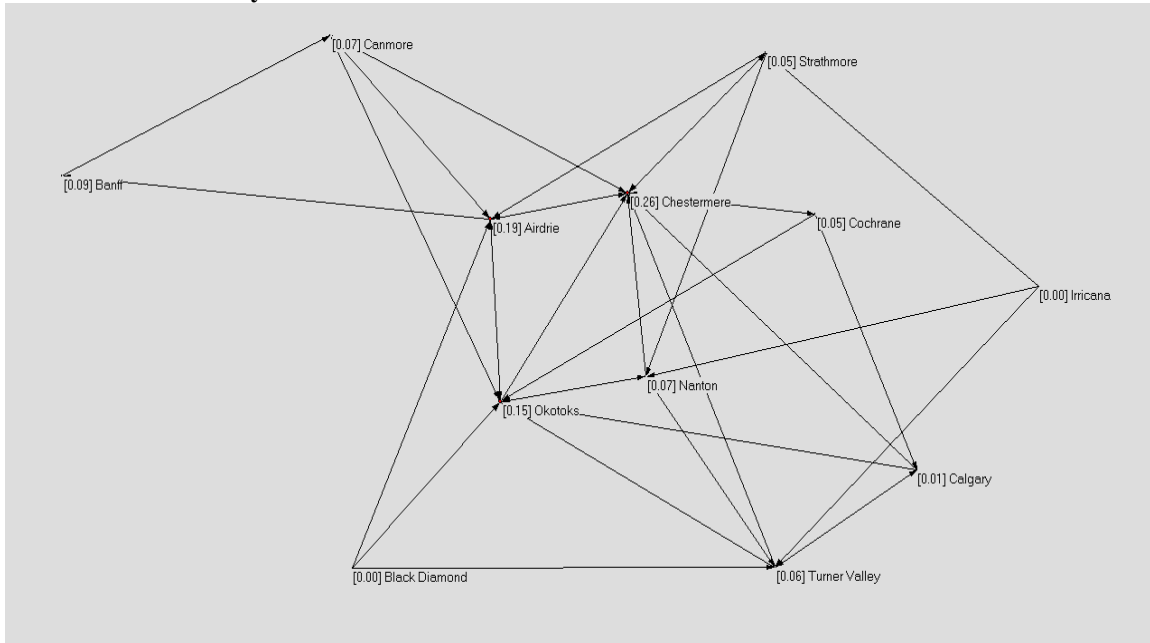 [0.07] Canmore
[0.05] Strathmore
[0.09] Banff
[0.26] Chestermere
[0.05] Cochrane
[0.19] Airdrie
[0.00] Irricana
[0.07] Nanton
[0.15] Okotoks
[0.01] Calgary
[0.00] Black Diamond
[0.06] Turner Valley